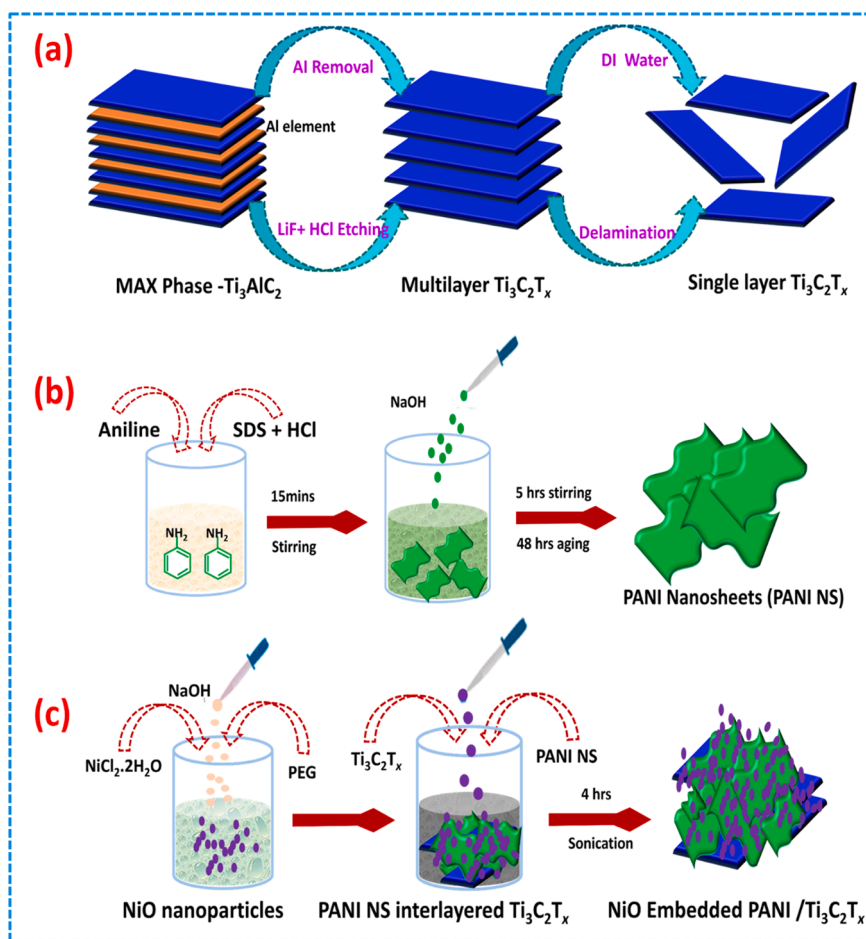 (a)
Al Removal
DI Water
Al element
LiF+ HCl Etching
Delamination
MAX Phase -Ti₃AlC₂
Multilayer Ti₃C₂Tₓ
Single layer Ti₃C₂Tₓ
(b)
Aniline
SDS + HCl
NaOH
NH₂ NH₂
15mins
Stirring
5 hrs stirring
48 hrs aging
PANI Nanosheets (PANI NS)
(c)
NaOH
NiCl₂.2H₂O
PEG
Ti₃C₂Tₓ
PANI NS
4 hrs
Sonication
NiO nanoparticles
PANI NS interlayered Ti₃C₂Tₓ
NiO Embedded PANI /Ti₃C₂Tₓ